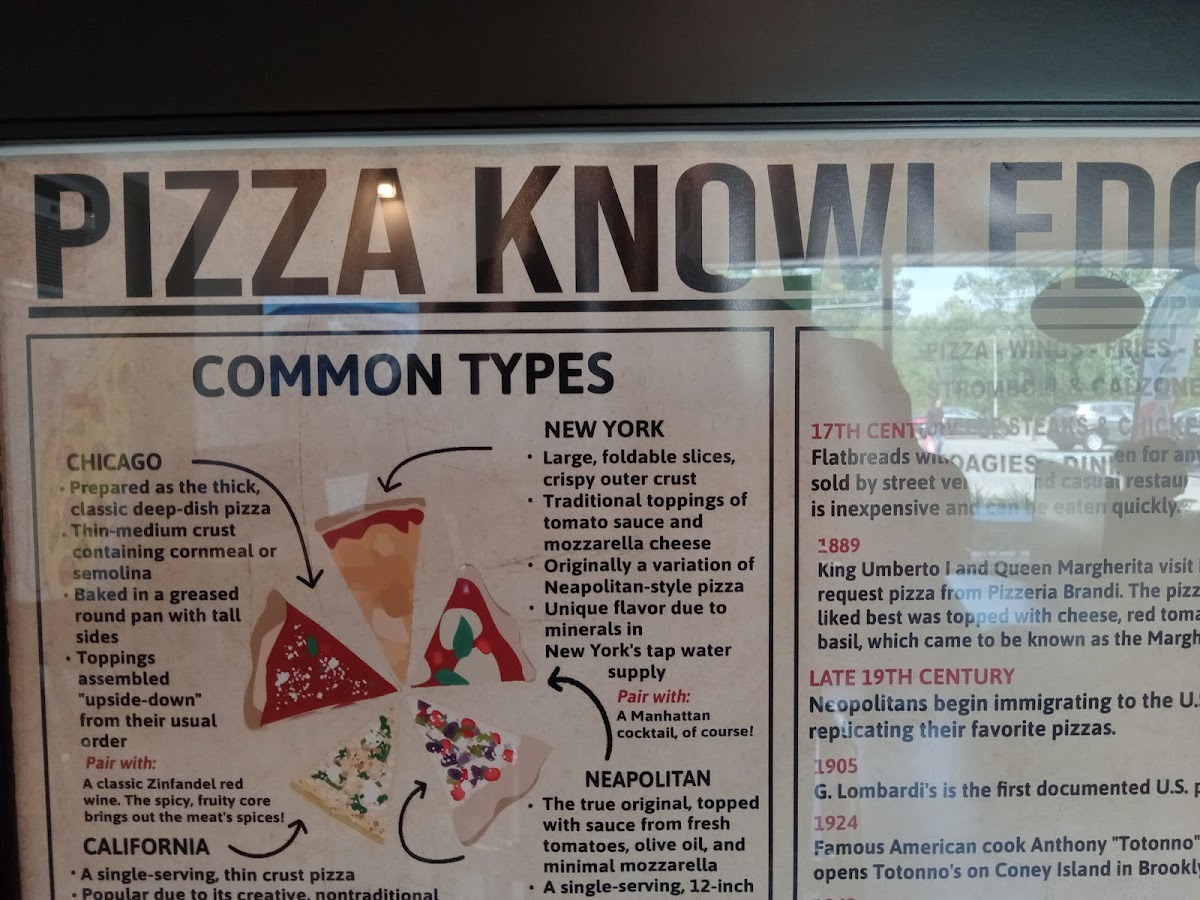 PIZZA KNOWLEDG
COMMON TYPES
CHICAGO
• Prepared as the thick,
classic deep-dish pizza
• Thin-medium crust
containing cornmeal or
semolina
• Baked in a greased
round pan with tall
sides
• Toppings
assembled
"upside-down"
from their usual
order
Pair with:
A classic Zinfandel red
wine. The spicy, fruity core
brings out the meat's spices!
CALIFORNIA
• A single-serving, thin crust pizza
• Popular due to its creative, nontraditional
NEW YORK
• Large, foldable slices,
crispy outer crust
• Traditional toppings of
tomato sauce and
mozzarella cheese
• Originally a variation of
Neapolitan-style pizza
• Unique flavor due to
minerals in
New York's tap water
supply
Pair with:
A Manhattan
cocktail, of course!
NEAPOLITAN
• The true original, topped
with sauce from fresh
tomatoes, olive oil, and
minimal mozzarella
• A single-serving, 12-inch
17TH CENTURY
Flatbreads en for any
sold by street and casual restau
is inexpensive and can be eaten quickly.
1889
King Umberto I and Queen Margherita visit
request pizza from Pizzeria Brandi. The pizz
liked best was topped with cheese, red toma
basil, which came to be known as the Margh
LATE 19TH CENTURY
Neopolitans begin immigrating to the U.S
replicating their favorite pizzas.
1905
G. Lombardi's is the first documented U.S. p
1924
Famous American cook Anthony "Totonno"
opens Totonno's on Coney Island in Brookly
PIZZA - WINGS - FRIES -
STROMBOLI & CALZONE
STEAKS & CHICKE
HOAGIES